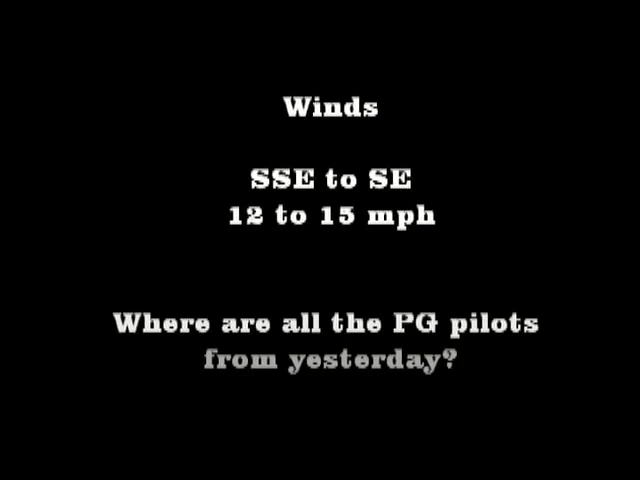 Winds
SSE to SE
12 to 15 mph
Where are all the PG pilots
from yesterday?